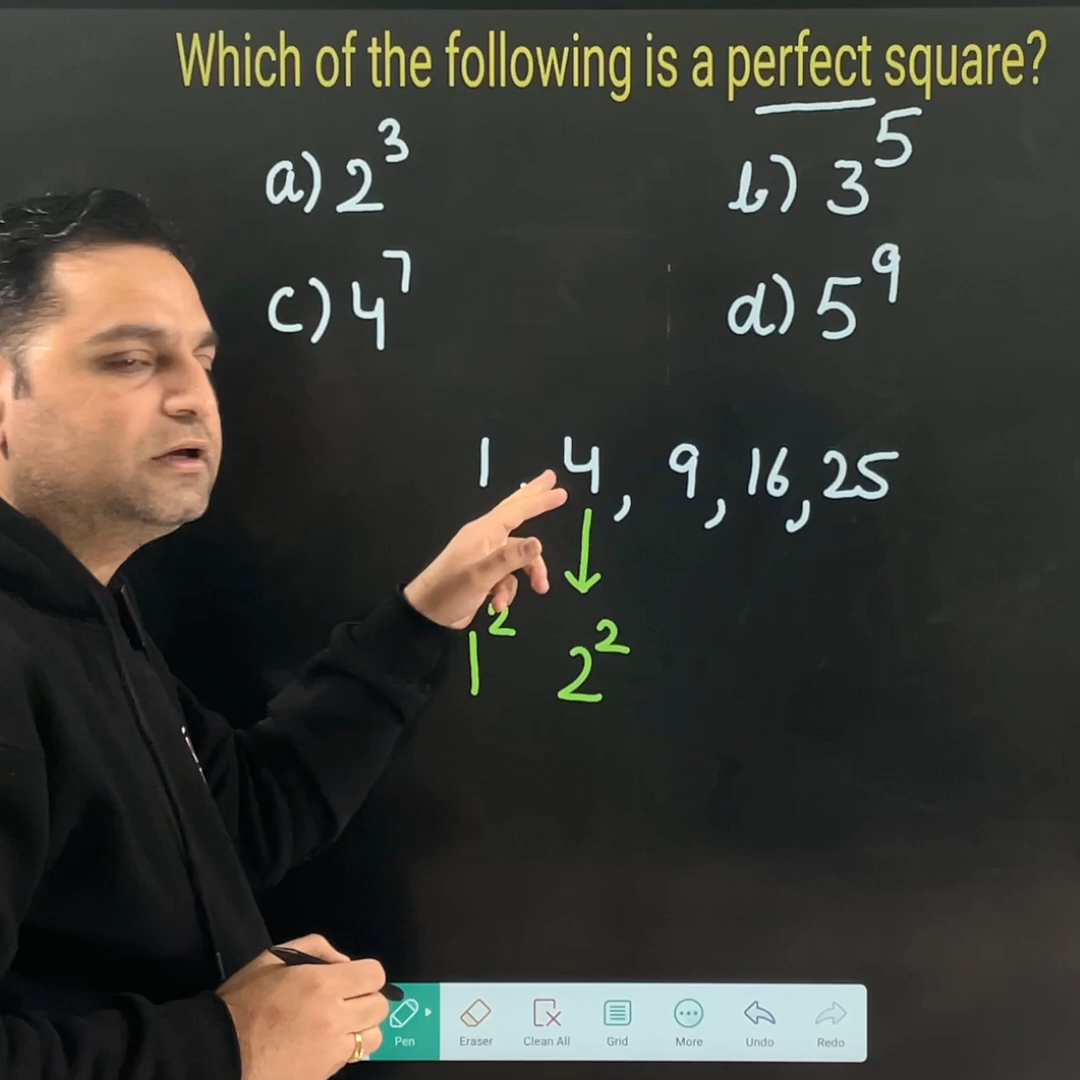 Which of the following is a perfect square?
a) 2³ b) 3⁵
c) 4⁷ d) 5⁹
1, 4, 9, 16, 25
1² 2²
Pen Eraser Clean All Grid More Undo Redo